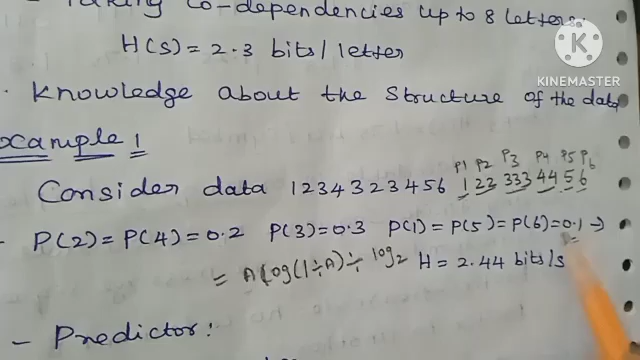 - Taking co-dependencies up to 8 letters.
H(S) = 2.3 bits/letter
KINEMASTER
. Knowledge about the structure of the data
Example 1
P1 P2 P3 P4 P5 P6
Consider data 1234323456 1 22 333 44 5 6
- P(2) = P(4) = 0.2 P(3) = 0.3 P(1) = P(5) = P(6) = 0.1 →
= A log(1÷A) ÷ log2 H = 2.44 bits/s
- Predictor: